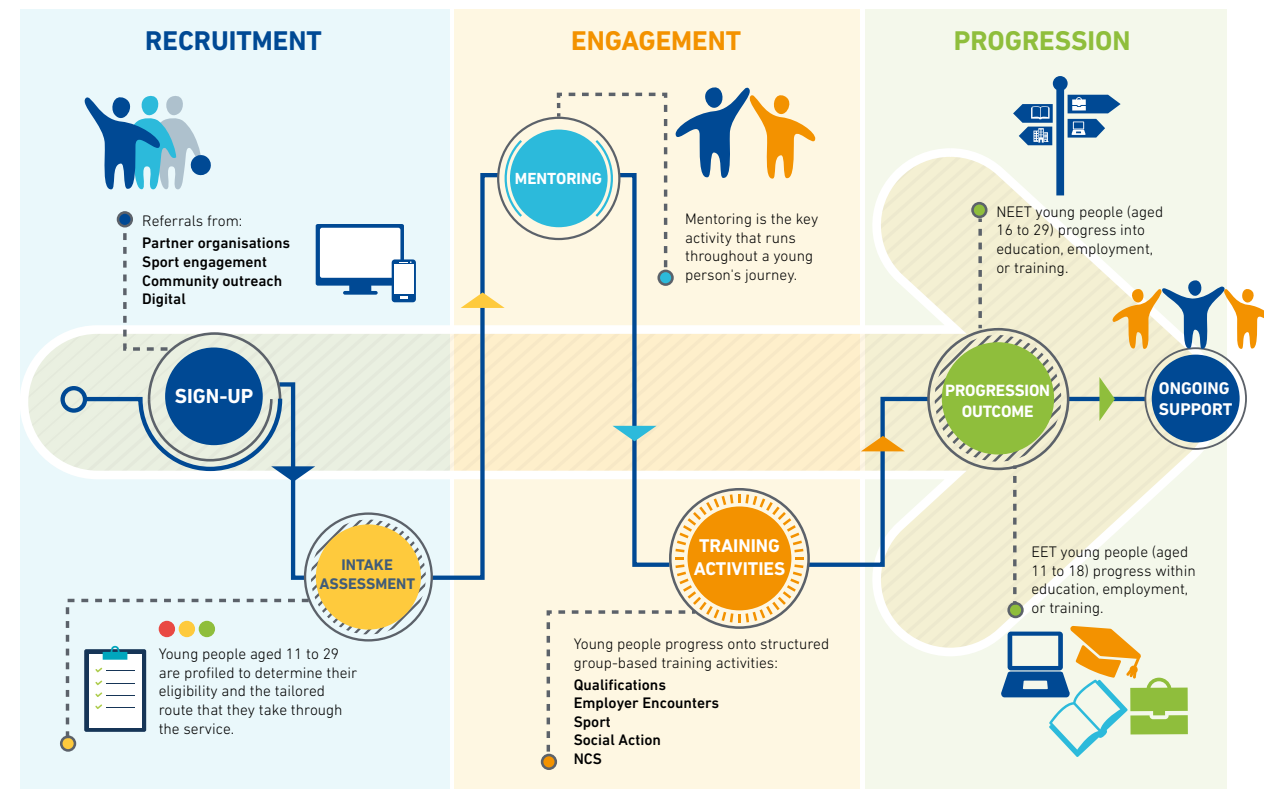 RECRUITMENT
Referrals from:
Partner organisations
Sport engagement
Community outreach
Digital
SIGN-UP
INTAKE
ASSESSMENT
Young people aged 11 to 29
are profiled to determine their
eligibility and the tailored
route that they take through
the service.
ENGAGEMENT
MENTORING
Mentoring is the key
activity that runs
throughout a young
person's journey.
TRAINING
ACTIVITIES
Young people progress onto structured
group-based training activities:
Qualifications
Employer Encounters
Sport
Social Action
NCS
PROGRESSION
NEET young people (aged
16 to 29) progress into
education, employment,
or training.
PROGRESSION
OUTCOME
ONGOING
SUPPORT
EET young people (aged
11 to 18) progress within
education, employment,
or training.